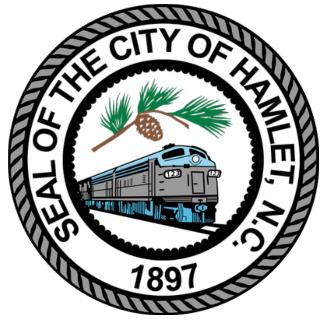 SEAL OF THE CITY OF HAMLET, N.C.
123 123
1897